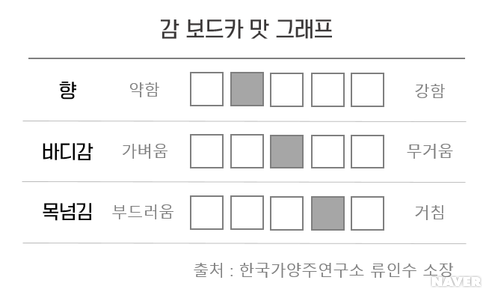 감 보드카 맛 그래프
향 약함 강함
바디감 가벼움 무거움
목넘김 부드러움 거침
출처 : 한국가양주연구소 류인수 소장
NAVER